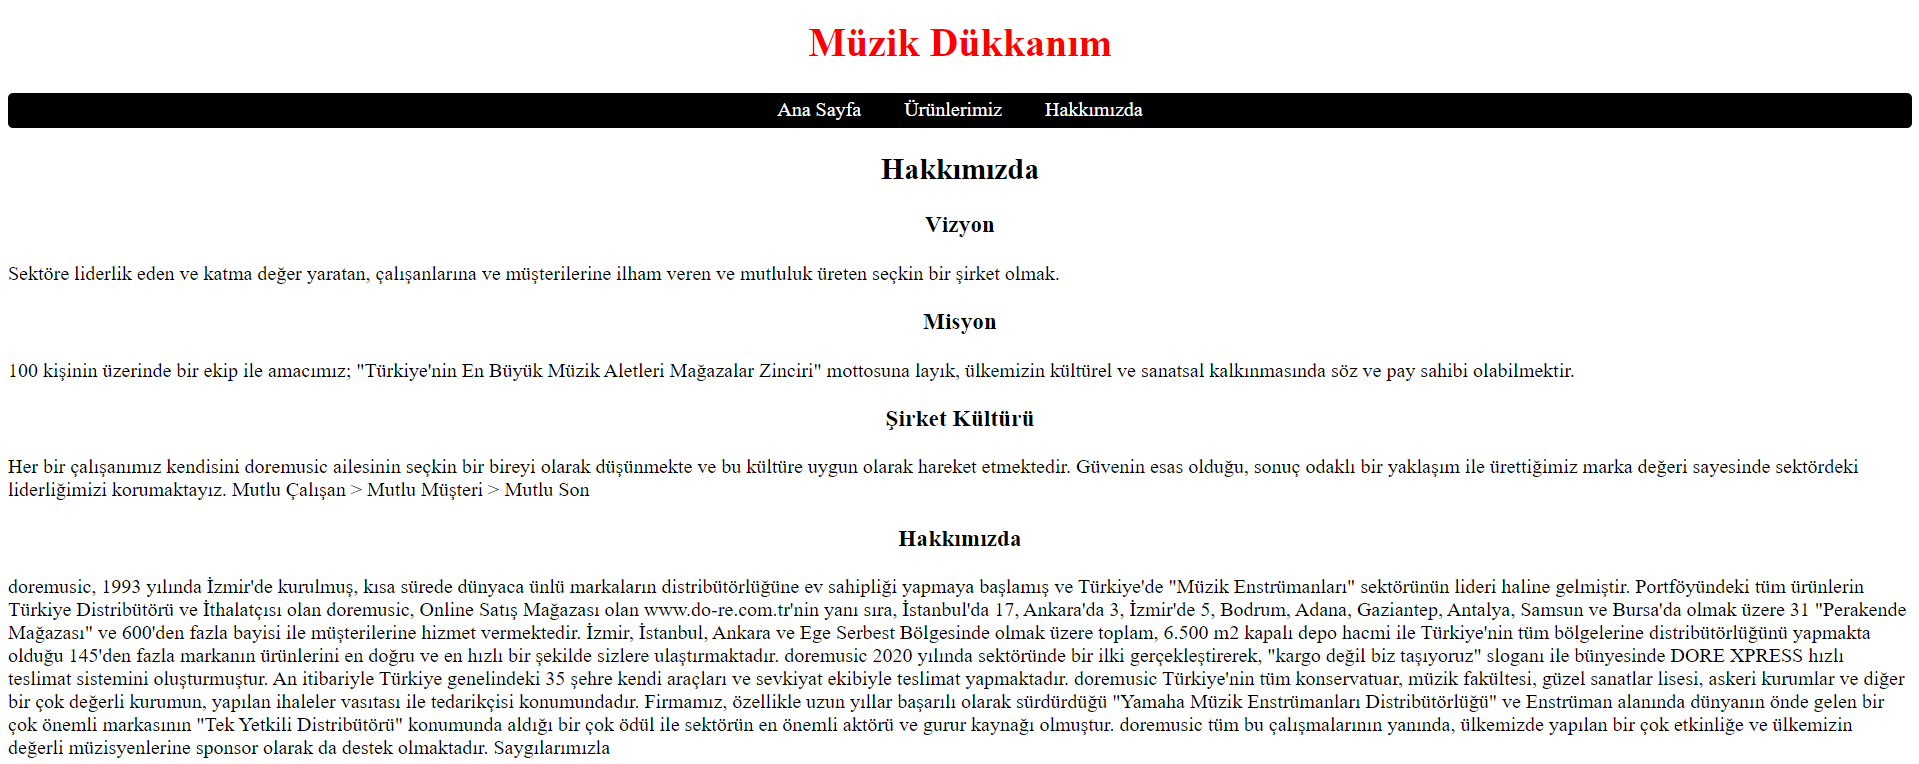 Müzik Dükkanım
Ana Sayfa Ürünlerimiz Hakkımızda
Hakkımızda
Vizyon
Sektöre liderlik eden ve katma değer yaratan, çalışanlarına ve müşterilerine ilham veren ve mutluluk üreten seçkin bir şirket olmak.
Misyon
100 kişinin üzerinde bir ekip ile amacımız; "Türkiye'nin En Büyük Müzik Aletleri Mağazalar Zinciri" mottosuna layık, ülkemizin kültürel ve sanatsal kalkınmasında söz ve pay sahibi olabilmektir.
Şirket Kültürü
Her bir çalışanımız kendisini doremusic ailesinin seçkin bir bireyi olarak düşünmekte ve bu kültüre uygun olarak hareket etmektedir. Güvenin esas olduğu, sonuç odaklı bir yaklaşım ile ürettiğimiz marka değeri sayesinde sektördeki
liderliğimizi korumaktayız. Mutlu Çalışan > Mutlu Müşteri > Mutlu Son
Hakkımızda
doremusic, 1993 yılında İzmir'de kurulmuş, kısa sürede dünyaca ünlü markaların distribütörlüğüne ev sahipliği yapmaya başlamış ve Türkiye'de "Müzik Enstrümanları" sektörünün lideri haline gelmiştir. Portföyündeki tüm ürünlerin
Türkiye Distribütörü ve İthalatçısı olan doremusic, Online Satış Mağazası olan www.do-re.com.tr'nin yanı sıra, İstanbul'da 17, Ankara'da 3, İzmir'de 5, Bodrum, Adana, Gaziantep, Antalya, Samsun ve Bursa'da olmak üzere 31 "Perakende
Mağazası" ve 600'den fazla bayisi ile müşterilerine hizmet vermektedir. İzmir, İstanbul, Ankara ve Ege Serbest Bölgesinde olmak üzere toplam, 6.500 m2 kapalı depo hacmi ile Türkiye'nin tüm bölgelerine distribütörlüğünü yapmakta
olduğu 145'den fazla markanın ürünlerini en doğru ve en hızlı bir şekilde sizlere ulaştırmaktadır. doremusic 2020 yılında sektöründe bir ilki gerçekleştirerek, "kargo değil biz taşıyoruz" sloganı ile bünyesinde DORE XPRESS hızlı
teslimat sistemini oluşturmuştur. An itibariyle Türkiye genelindeki 35 şehre kendi araçları ve sevkiyat ekibiyle teslimat yapmaktadır. doremusic Türkiye'nin tüm konservatuar, müzik fakültesi, güzel sanatlar lisesi, askeri kurumlar ve diğer
bir çok değerli kurumun, yapılan ihaleler vasıtası ile tedarikçisi konumundadır. Firmamız, özellikle uzun yıllar başarılı olarak sürdürdüğü "Yamaha Müzik Enstrümanları Distribütörlüğü" ve Enstrüman alanında dünyanın önde gelen bir
çok önemli markasının "Tek Yetkili Distribütörü" konumunda aldığı bir çok ödül ile sektörün en önemli aktörü ve gurur kaynağı olmuştur. doremusic tüm bu çalışmalarının yanında, ülkemizde yapılan bir çok etkinliğe ve ülkemizin
değerli müzisyenlerine sponsor olarak da destek olmaktadır. Saygılarımızla